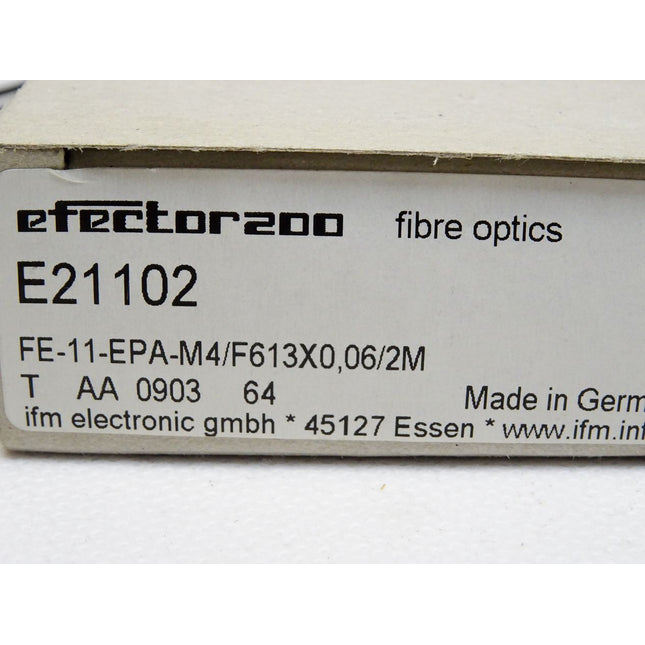 efector200 fibre optics
E21102
FE-11-EPA-M4/F613X0,06/2M
T AA 0903 64 Made in Germ
ifm electronic gmbh * 45127 Essen * www.ifm.inf